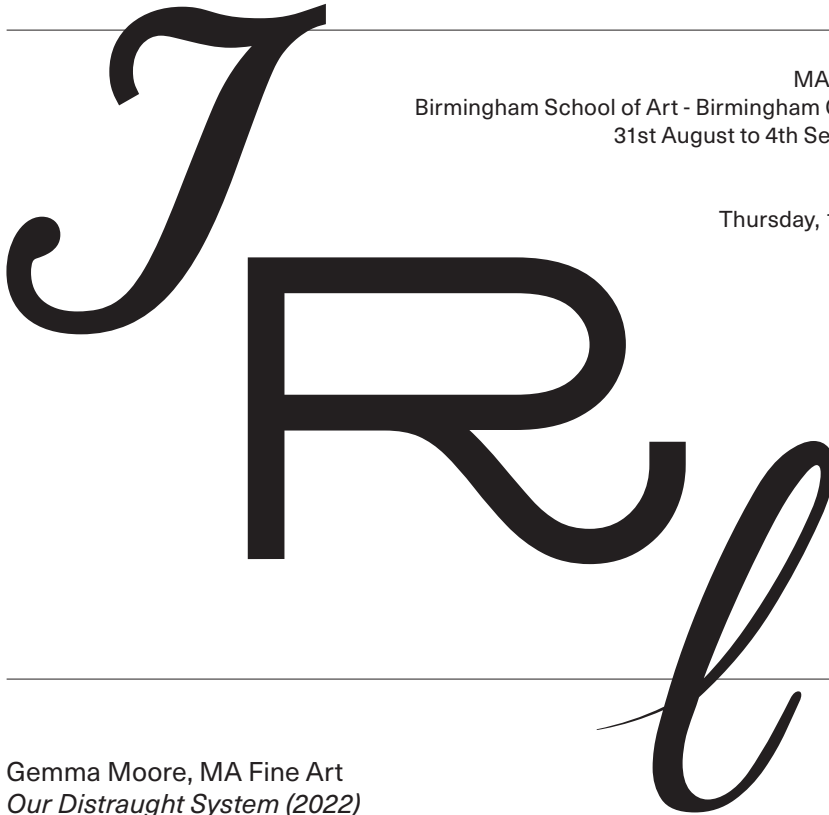 I
MA
Birmingham School of Art - Birmingham
31st August to 4th Se
Thursday,
R
l
Gemma Moore, MA Fine Art
Our Distraught System (2022)